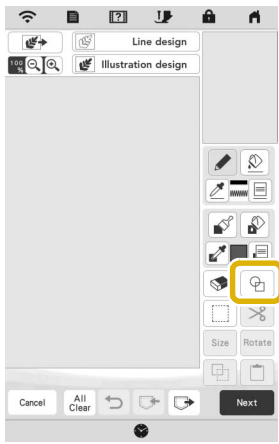 Line design
100 %
Illustration design
Size Rotate
Cancel All Clear Next